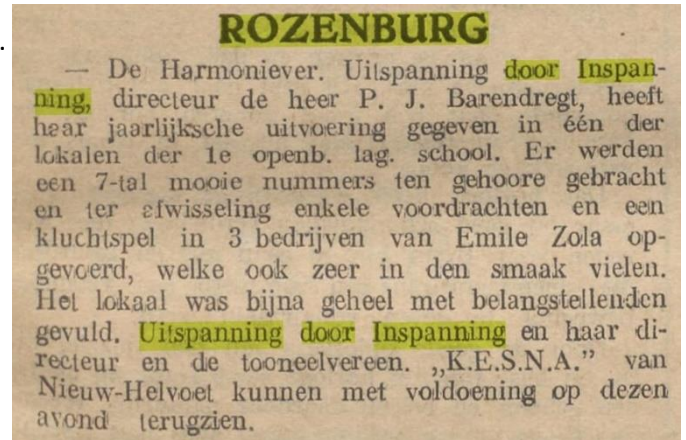 ROZENBURG
— De Harmoniever. Uitspanning door Inspan-
ning, directeur de heer P. J. Barendregt, heeft
haar jaarlijksche uitvoering gegeven in één der
lokalen der 1e openb. lag. school. Er werden
een 7-tal mooie nummers ten gehoore gebracht
en ter afwisseling enkele voordrachten en een
kluchtspel in 3 bedrijven van Emile Zola op-
gevoerd, welke ook zeer in den smaak vielen.
Het lokaal was bijna geheel met belangstellenden
gevuld. Uitspanning door Inspanning en haar di-
recteur en de tooneelvereen. „K.E.S.N.A.” van
Nieuw-Helvoet kunnen met voldoening op dezen
avond terugzien.